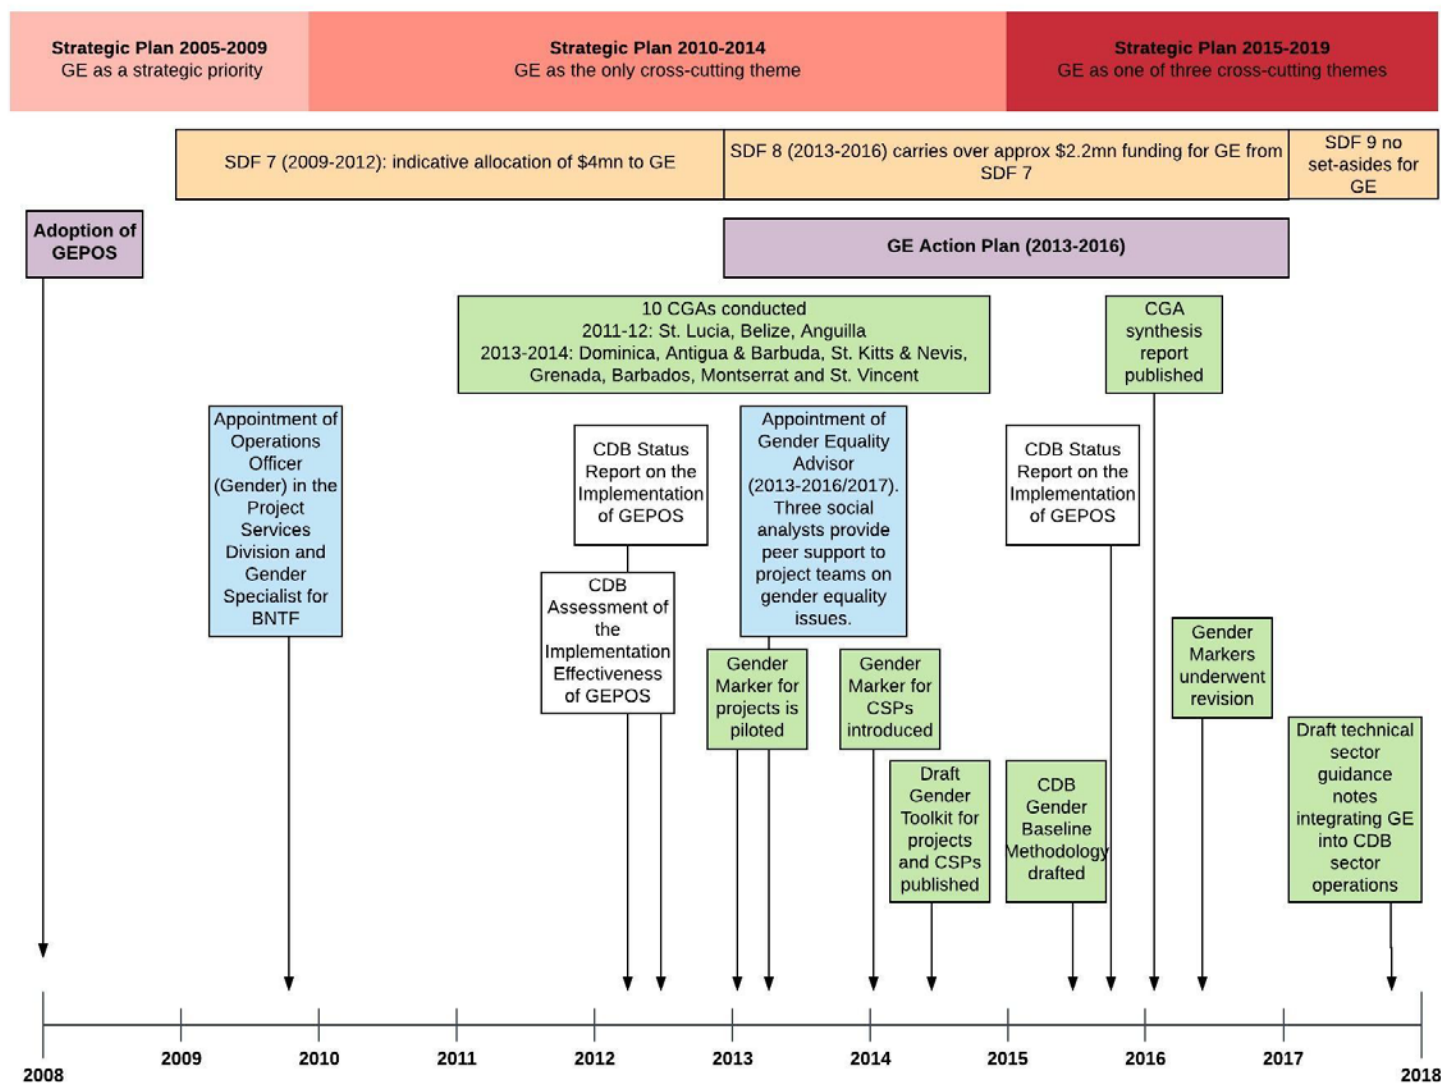 Strategic Plan 2005-2009
GE as a strategic priority
Strategic Plan 2010-2014
GE as the only cross-cutting theme
Strategic Plan 2015-2019
GE as one of three cross-cutting themes
SDF 7 (2009-2012): indicative allocation of $4mn to GE
SDF 8 (2013-2016) carries over approx $2.2mn funding for GE from
SDF 7
SDF 9 no
set-asides for
GE
Adoption of
GEPOS
GE Action Plan (2013-2016)
10 CGAs conducted
2011-12: St. Lucia, Belize, Anguilla
2013-2014: Dominica, Antigua & Barbuda, St. Kitts & Nevis,
Grenada, Barbados, Montserrat and St. Vincent
CGA
synthesis
report
published
Appointment of
Operations
Officer
(Gender) in the
Project
Services
Division and
Gender
Specialist for
BNTF
CDB Status
Report on the
Implementation
of GEPOS
CDB
Assessment of
the
Implementation
Effectiveness
of GEPOS
Appointment of
Gender Equality
Advisor
(2013-2016/2017).
Three social
analysts provide
peer support to
project teams on
gender equality
issues.
CDB Status
Report on the
Implementation
of GEPOS
Gender
Marker for
projects is
piloted
Gender
Marker for
CSPs
introduced
Gender
Markers
underwent
revision
Draft
Gender
Toolkit for
projects
and CSPs
published
CDB
Gender
Baseline
Methodology
drafted
Draft technical
sector
guidance
notes
integrating GE
into CDB
sector
operations
2008
2009
2010
2011
2012
2013
2014
2015
2016
2017
2018